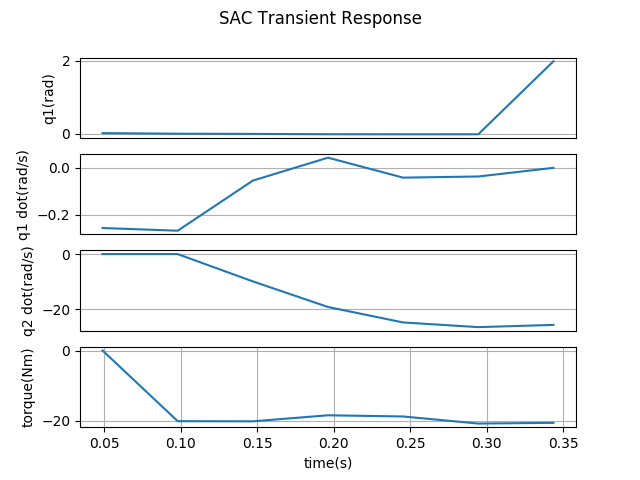 SAC Transient Response
q1(rad)
2
0
q1 dot(rad/s)
0.0
−0.2
q2 dot(rad/s)
0
−20
torque(Nm)
0
−20
0.05 0.10 0.15 0.20 0.25 0.30 0.35
time(s)